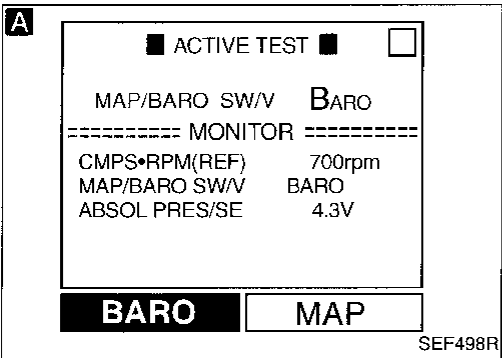 A
■ ACTIVE TEST ■
MAP/BARO SW/V BARO
========== MONITOR ==========
CMPS•RPM(REF) 700rpm
MAP/BARO SW/V BARO
ABSOL PRES/SE 4.3V
BARO MAP
SEF498R